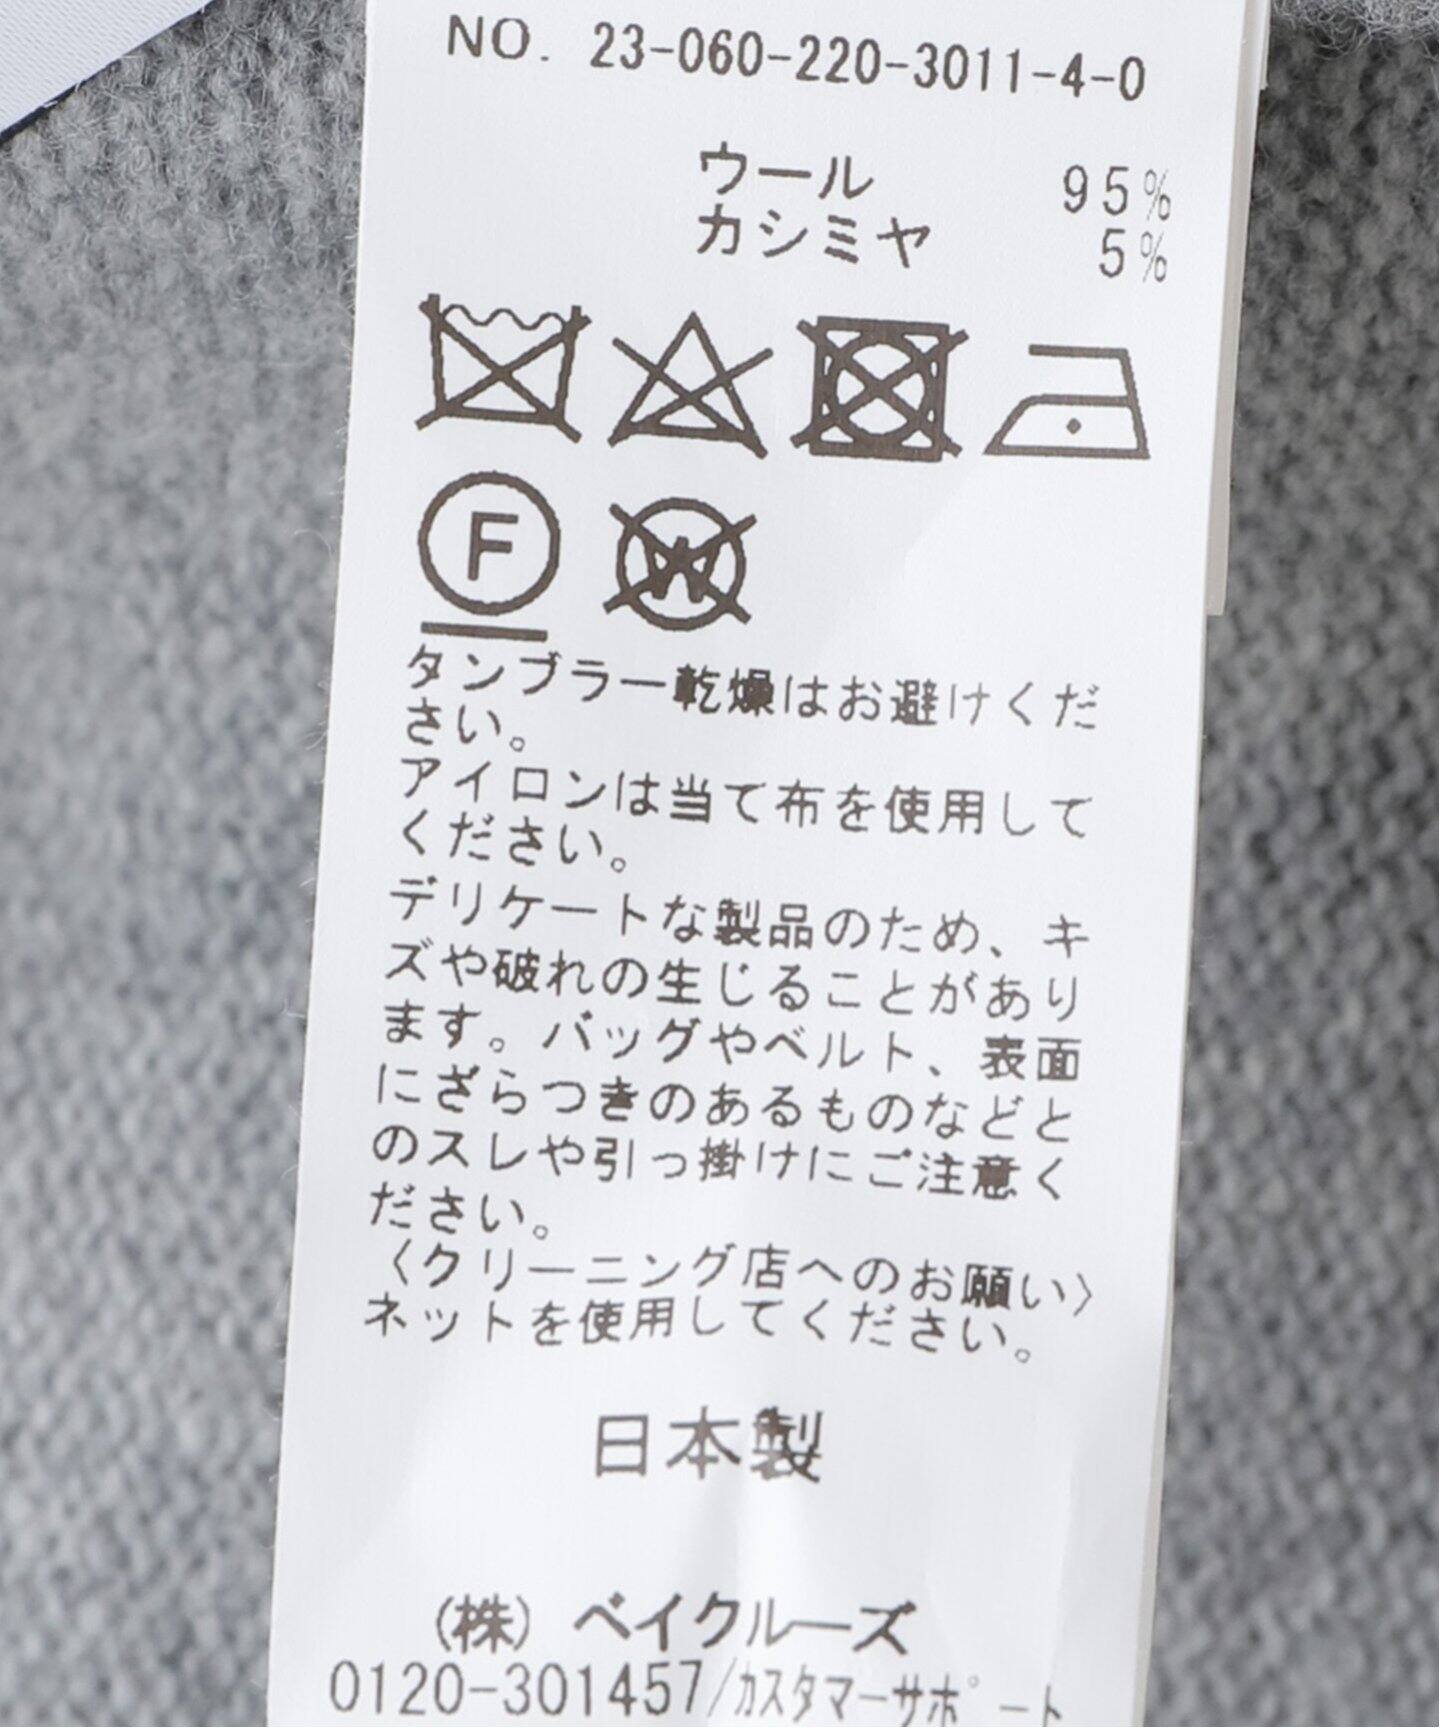 NO. 23-060-220-3011-4-0
ウール 95%
カシミヤ 5%
F
W
タンブラー乾燥はお避けくだ
さい。
アイロンは当て布を使用して
ください。
デリケートな製品のため、キ
ズや破れの生じることがあり
ます。バッグやベルト、表面
にざらつきのあるものなどと
のスレや引っ掛けにご注意く
ださい。
〈クリーニング店へのお願い〉
ネットを使用してください。
日本製
(株) ベイクルーズ
0120-301457/カスタマーサポート